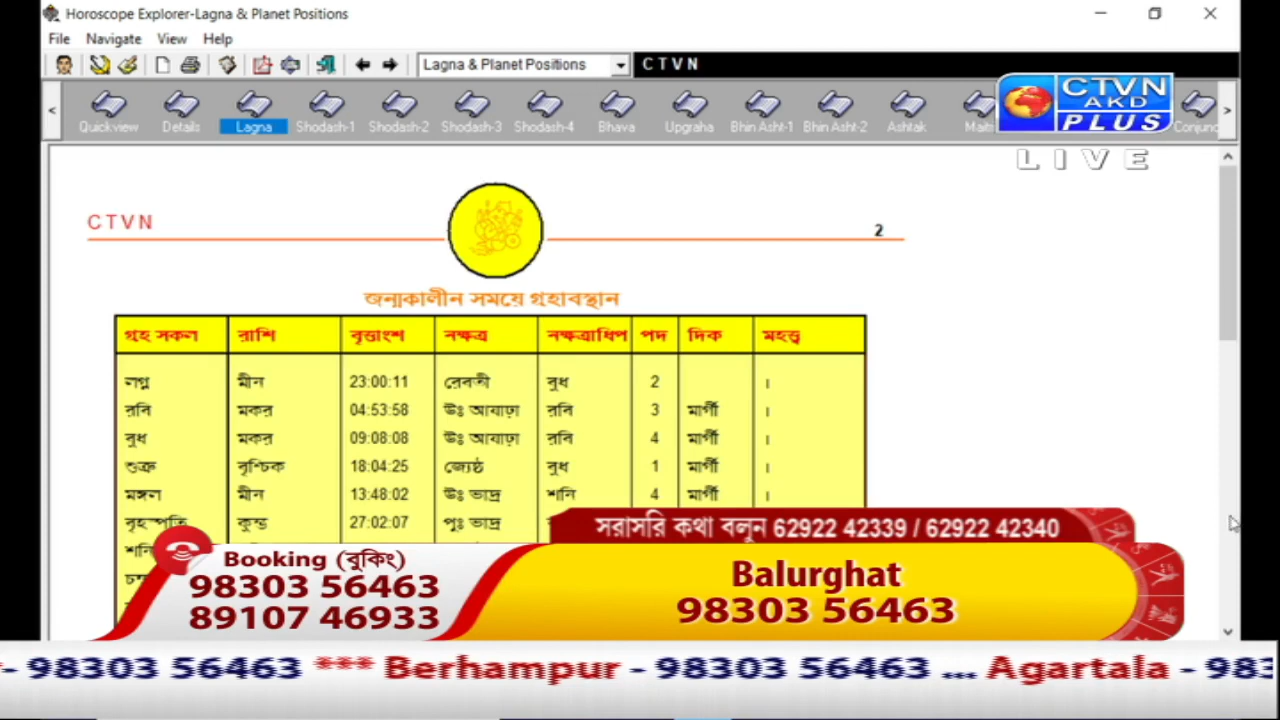 Horoscope Explorer-Lagna & Planet Positions
File Navigate View Help
Lagna & Planet Positions
CTVN
Quickview Details Lagna Shodash-1 Shodash-2 Shodash-3 Shodash-4 Bhava Upgraha Bhin Asht-1 Bhin Asht-2 Ashtak
CTVN
AKD
PLUS
LIVE
CTVN
2
জন্মকালীন সময়ে গ্রহাবস্থান
গ্রহ সকল রাশি বৃত্তাংশ নক্ষত্র নক্ষত্রাধিপ পদ দিক মহত্ত্ব
লগ্ন মীন 23:00:11 রেবতী বুধ 2 ।
রবি মকর 04:53:58 উঃ আষাঢ়া রবি 3 মার্গী ।
বুধ মকর 09:08:08 উঃ আষাঢ়া রবি 4 মার্গী ।
শুক্র বৃশ্চিক 18:04:25 জ্যেষ্ঠ বুধ 1 মার্গী ।
মঙ্গল মীন 13:48:02 উঃ ভাদ্র শনি 4 মার্গী ।
বৃহস্পতি কুম্ভ 27:02:07 পুঃ ভাদ্র
শনি
সরাসরি কথা বলুন 62922 42339 / 62922 42340
Booking (বুকিং)
98303 56463
89107 46933
Balurghat
98303 56463
- 98303 56463 *** Berhampur - 98303 56463 ... Agartala - 983